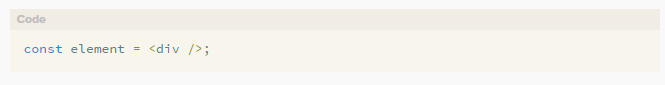 Code
const element = <div />;